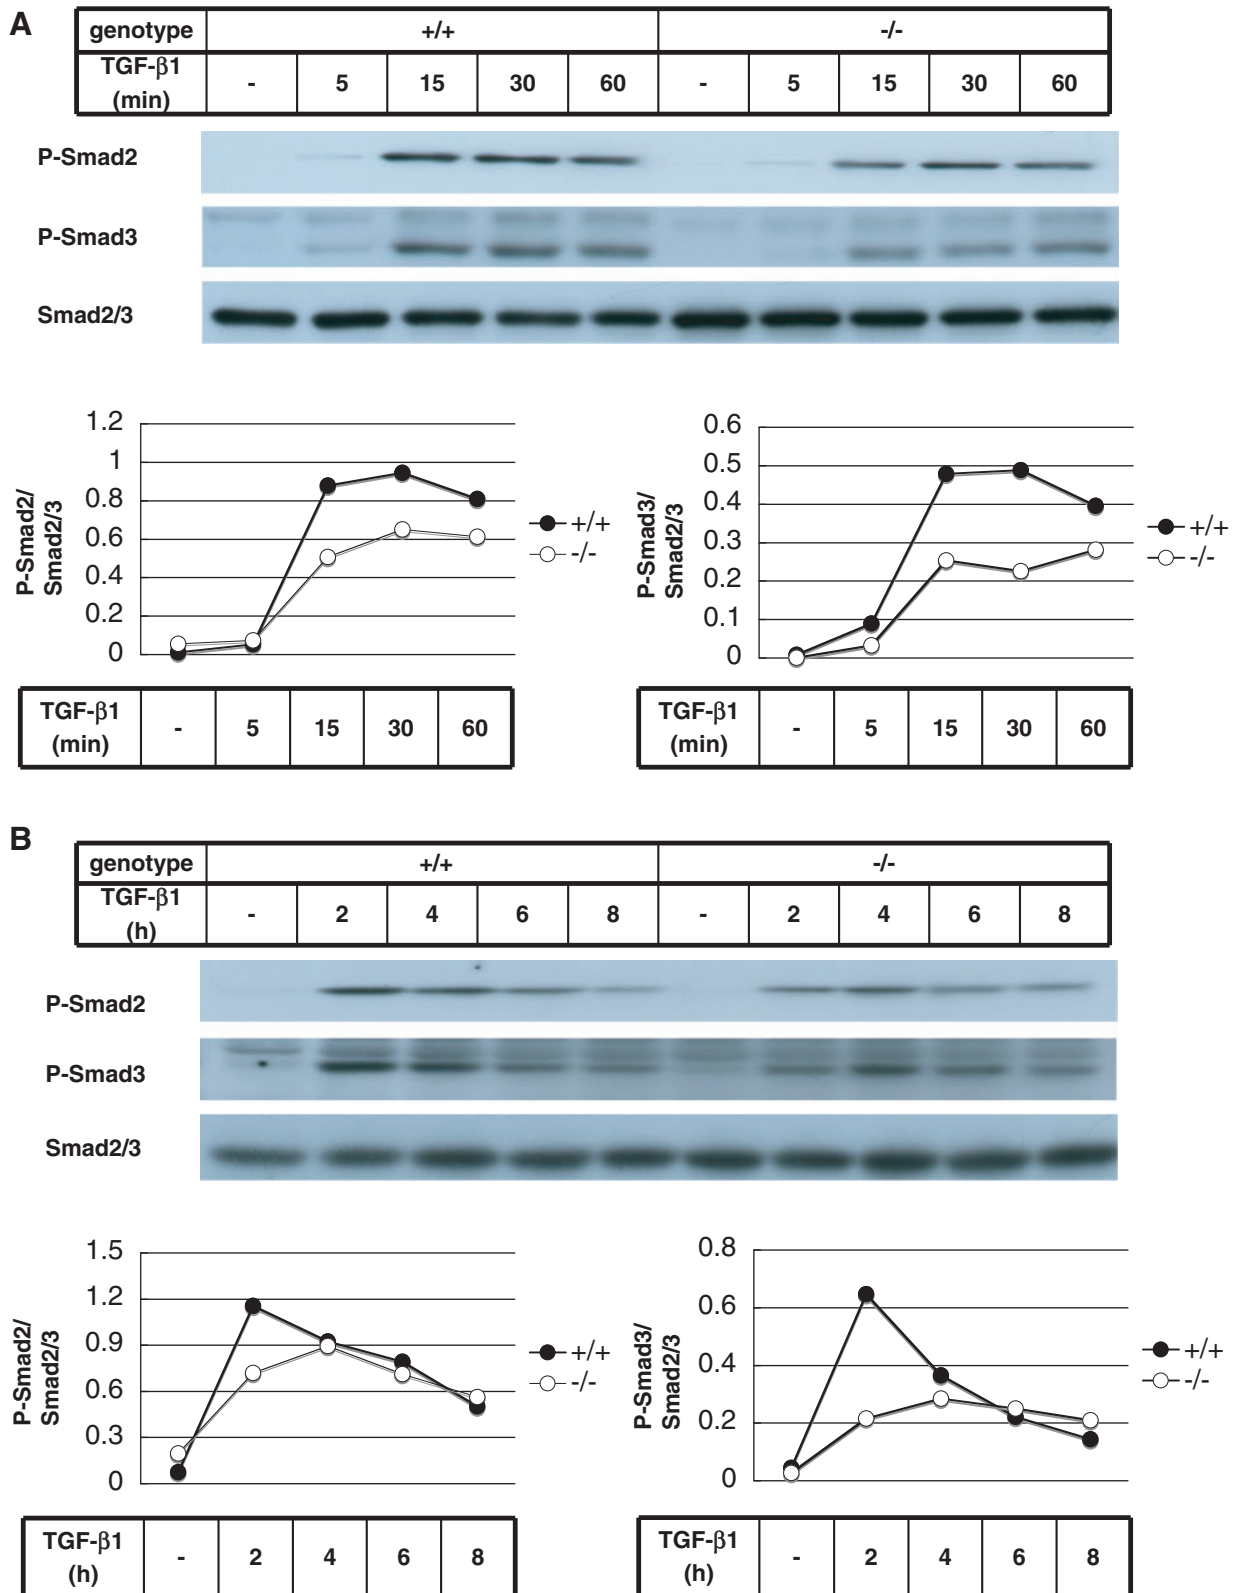 A
genotype +/+ -/-
TGF-β1 (min) - 5 15 30 60 - 5 15 30 60
P-Smad2
P-Smad3
Smad2/3
P-Smad2/ Smad2/3
1.2
1
0.8
0.6
0.4
0.2
0
+/+
-/-
TGF-β1 (min) - 5 15 30 60
P-Smad3/ Smad2/3
0.6
0.5
0.4
0.3
0.2
0.1
0
+/+
-/-
TGF-β1 (min) - 5 15 30 60
B
genotype +/+ -/-
TGF-β1 (h) - 2 4 6 8 - 2 4 6 8
P-Smad2
P-Smad3
Smad2/3
P-Smad2/ Smad2/3
1.5
1.2
0.9
0.6
0.3
0
+/+
-/-
TGF-β1 (h) - 2 4 6 8
P-Smad3/ Smad2/3
0.8
0.6
0.4
0.2
0
+/+
-/-
TGF-β1 (h) - 2 4 6 8